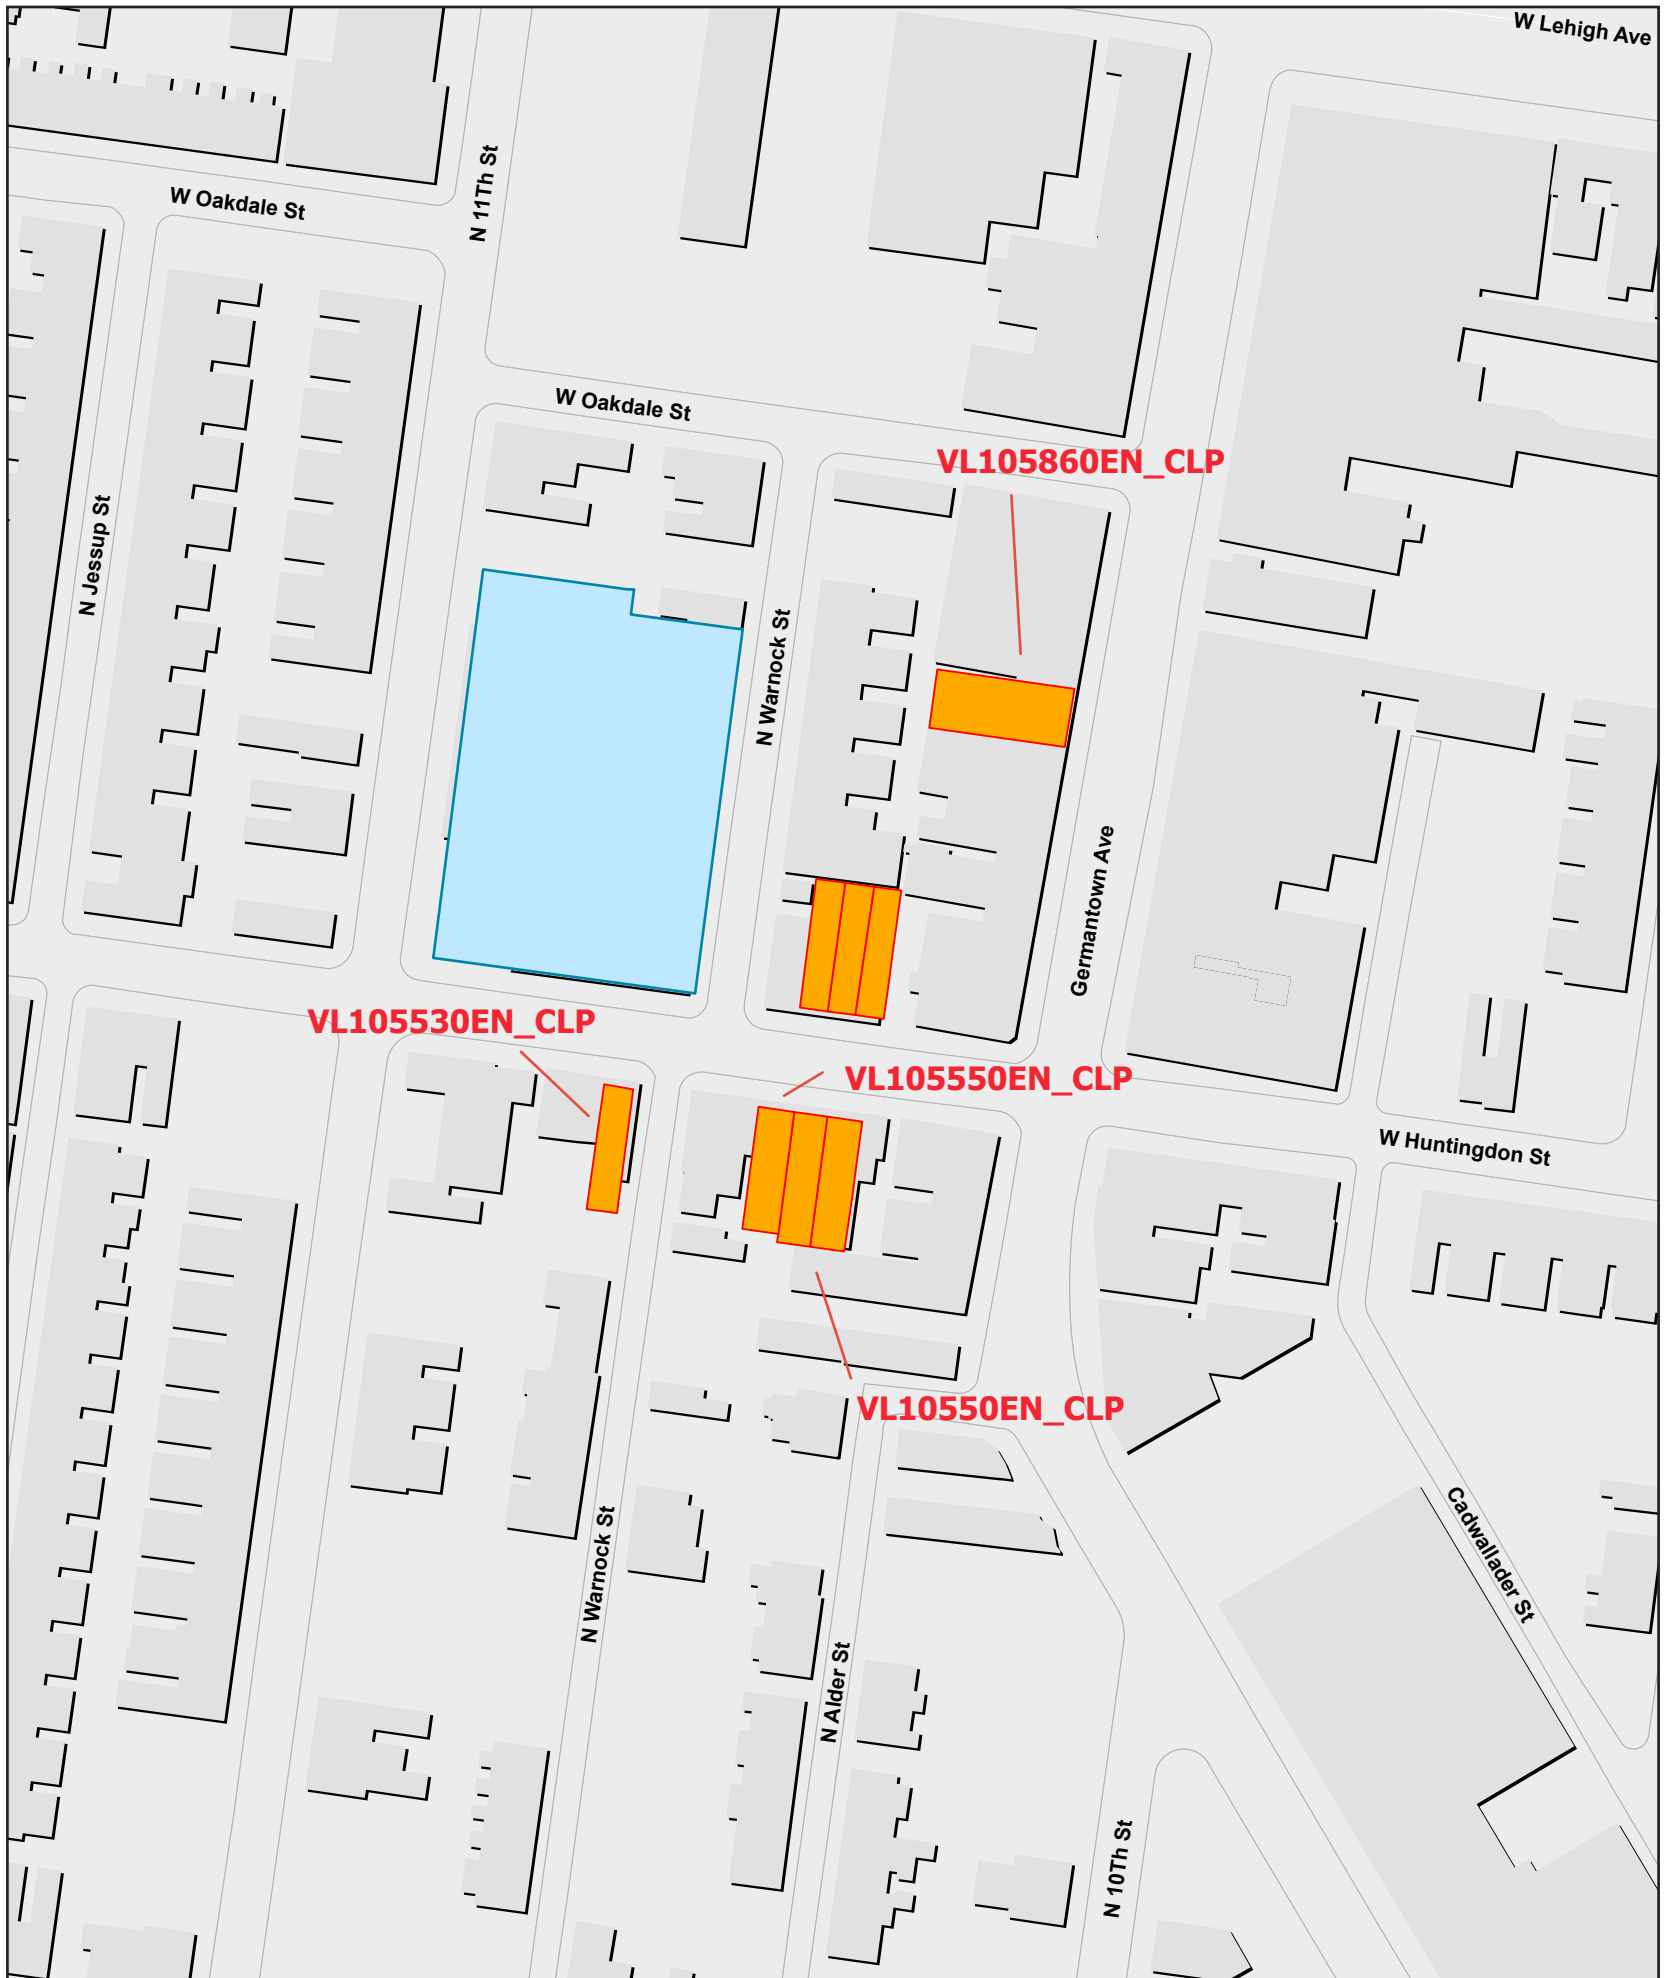 W Lehigh Ave
N 11Th St
W Oakdale St
W Oakdale St
VL105860EN_CLP
N Jessup St
N Warnock St
Germantown Ave
VL105530EN_CLP
VL105550EN_CLP
W Huntingdon St
VL10550EN_CLP
Cadwallader St
N Warnock St
N Alder St
N 10Th St